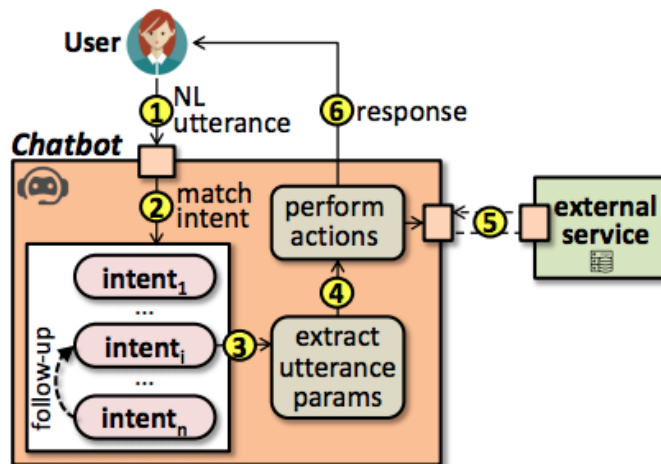 User
1
NL
utterance
6
response
Chatbot
2
match
intent
perform
actions
5
external
service
intent1
...
4
follow-up
intenti
3
extract
utterance
params
...
intentn